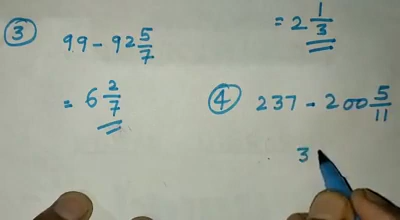 = 2 1/3
③ 99 - 92 5/7
= 6 2/7
④ 237 - 200 5/11
3